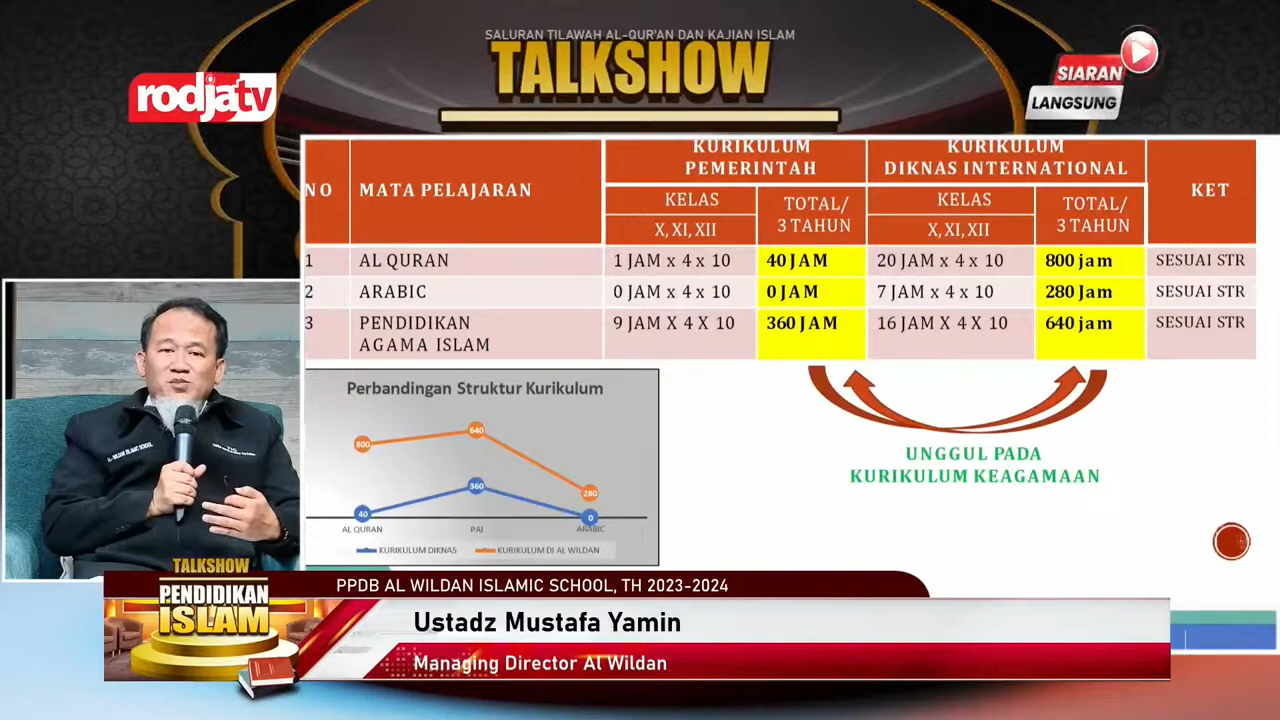 SALURAN TILAWAH AL-QUR'AN DAN KAJIAN ISLAM
TALKSHOW
rodja tv
SIARAN
LANGSUNG
NO
MATA PELAJARAN
KURIKULUM
PEMERINTAH
KURIKULUM
DIKNAS INTERNATIONAL
KET
KELAS
TOTAL/
3 TAHUN
KELAS
TOTAL/
3 TAHUN
X, XI, XII
X, XI, XII
1 AL QURAN 1 JAM x 4 x 10 40 JAM 20 JAM x 4 x 10 800 jam SESUAI STR
2 ARABIC 0 JAM x 4 x 10 0 JAM 7 JAM x 4 x 10 280 Jam SESUAI STR
3 PENDIDIKAN 9 JAM X 4 X 10 360 JAM 16 JAM X 4 X 10 640 jam SESUAI STR
AGAMA ISLAM
Perbandingan Struktur Kurikulum
800
640
280
40
360
0
AL QURAN PAI ARABIC
KURIKULUM DIKNAS KURIKULUM DI AL WILDAN
UNGGUL PADA
KURIKULUM KEAGAMAAN
AL-WILDAN ISLAMIC SCHOOL
TALKSHOW
PENDIDIKAN
ISLAM
PPDB AL WILDAN ISLAMIC SCHOOL, TH 2023-2024
Ustadz Mustafa Yamin
Managing Director Al Wildan